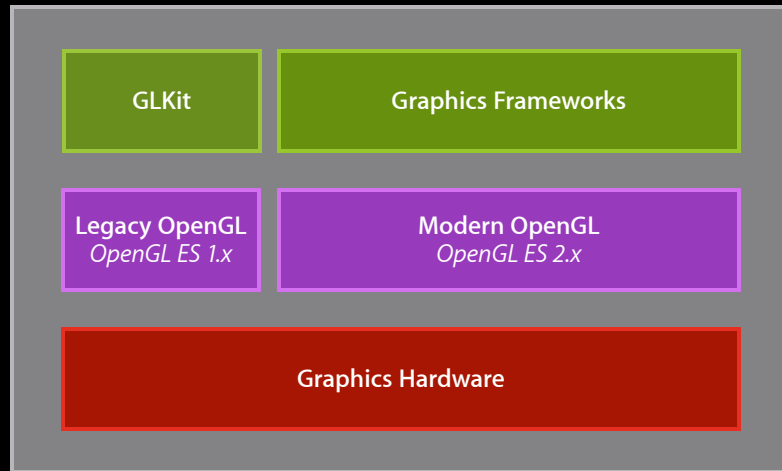 GLKit
Graphics Frameworks
Legacy OpenGL
OpenGL ES 1.x
Modern OpenGL
OpenGL ES 2.x
Graphics Hardware